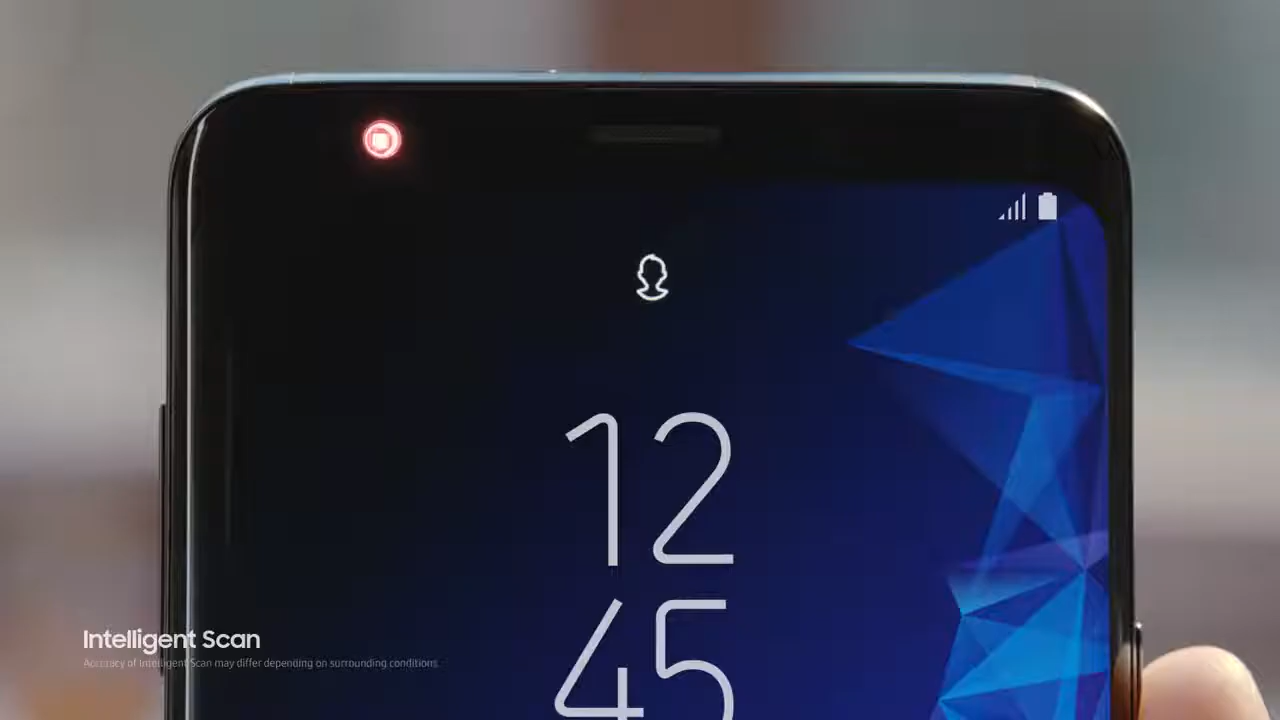 12
45
Intelligent Scan
Accuracy of Intelligent Scan may differ depending on surrounding conditions.